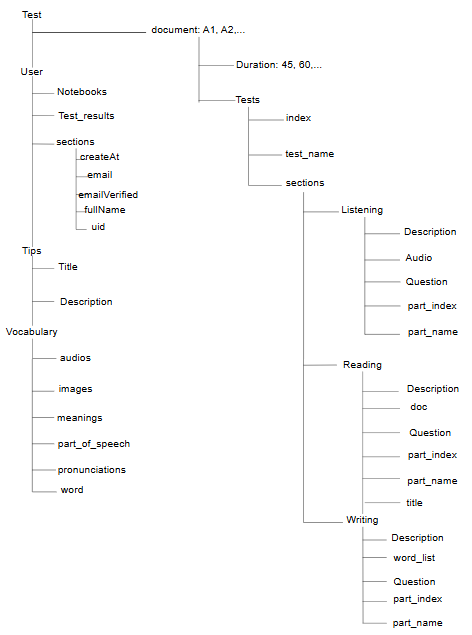 Test
document: A1, A2,...
Duration: 45, 60,...
Tests
index
test_name
sections
Listening
Description
Audio
Question
part_index
part_name
Reading
Description
doc
Question
part_index
part_name
title
Writing
Description
word_list
Question
part_index
part_name
User
Notebooks
Test_results
sections
createAt
email
emailVerified
fullName
uid
Tips
Title
Description
Vocabulary
audios
images
meanings
part_of_speech
pronunciations
word